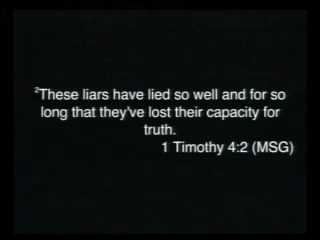 ²These liars have lied so well and for so
long that they've lost their capacity for
truth.
1 Timothy 4:2 (MSG)